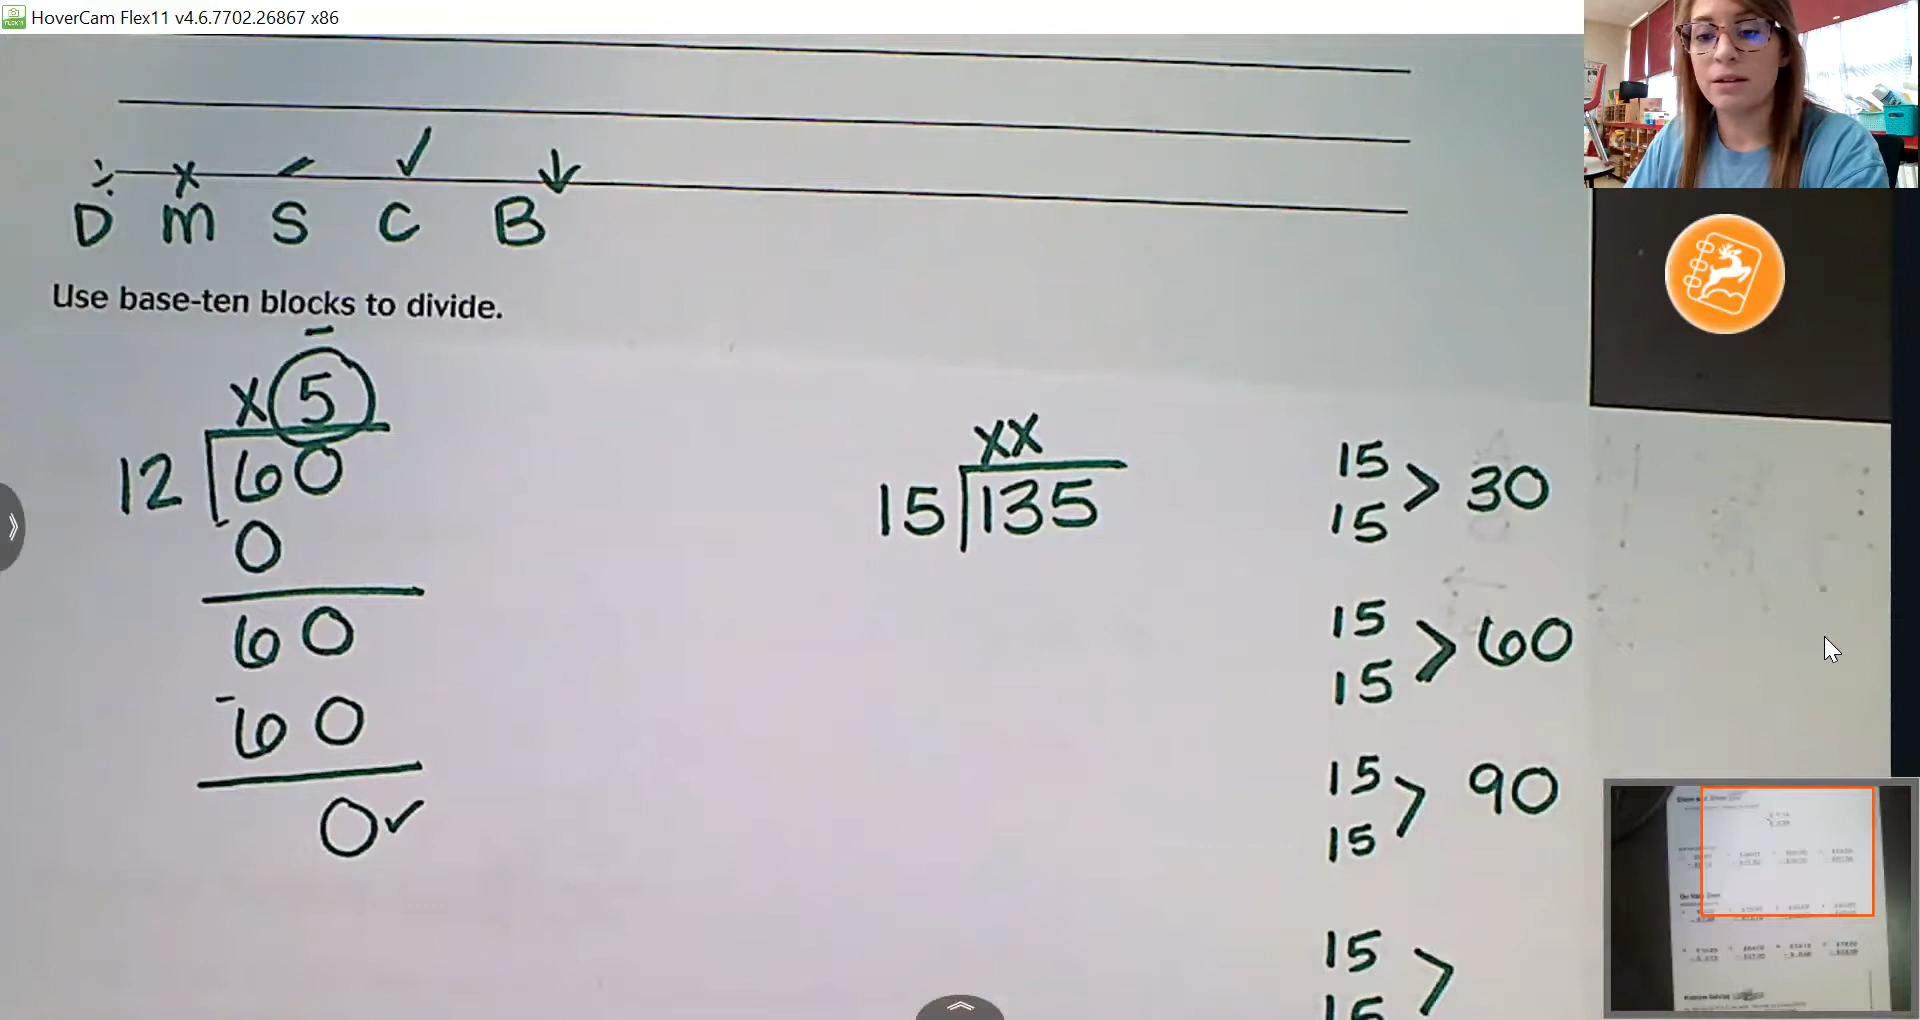 HoverCam Flex11 v4.6.7702.26867 x86
÷ x - ✓ ↓
D M S C B
Use base-ten blocks to divide.
x 5
12 60
- 0
60
- 60
0 ✓
xx
15 135
15
15 > 30
15
15 > 60
15
15 > 90
15
15 >